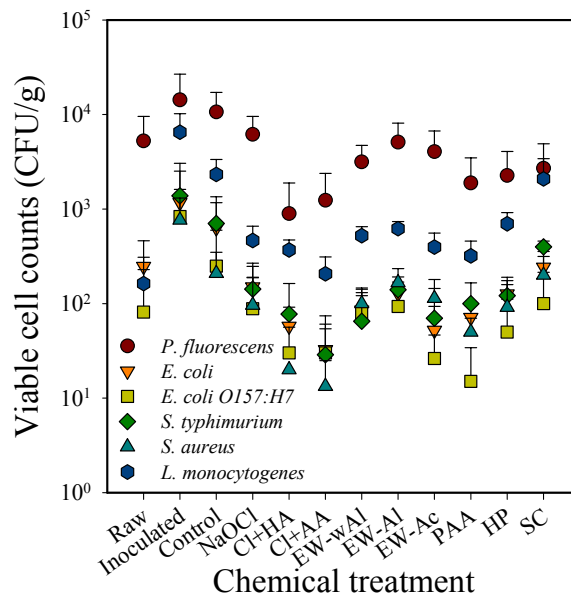 Viable cell counts (CFU/g)
10⁵
10⁴
10³
10²
10¹
10⁰
P. fluorescens
E. coli
E. coli O157:H7
S. typhimurium
S. aureus
L. monocytogenes
Raw
Inoculated
Control
NaOCl
Cl+HA
Cl+AA
EW-wAl
EW-Al
EW-Ac
PAA
HP
SC
Chemical treatment